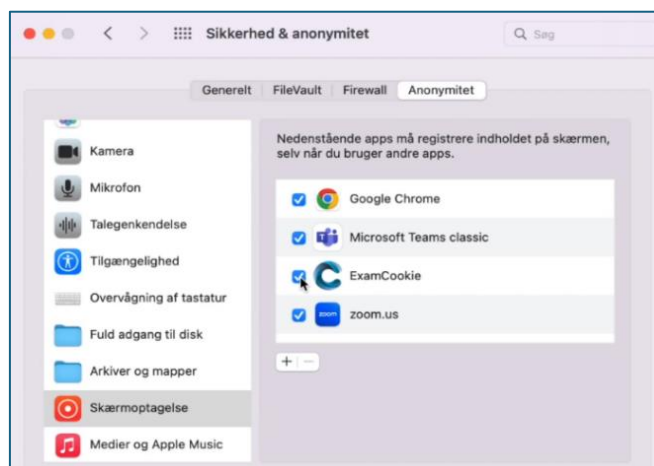 Sikkerhed & anonymitet
Søg
Generelt
FileVault
Firewall
Anonymitet
Kamera
Mikrofon
Talegenkendelse
Tilgængelighed
Overvågning af tastatur
Fuld adgang til disk
Arkiver og mapper
Skærmoptagelse
Medier og Apple Music
Nedenstående apps må registrere indholdet på skærmen,
selv når du bruger andre apps.
Google Chrome
Microsoft Teams classic
ExamCookie
zoom
zoom.us